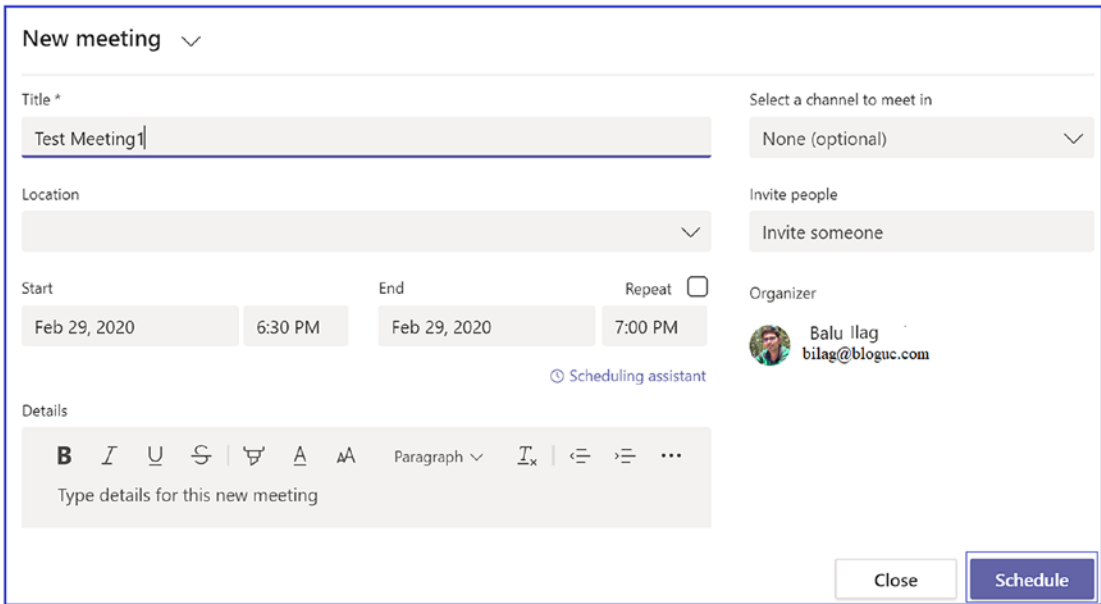 New meeting
Title *
Test Meeting1
Select a channel to meet in
None (optional)
Location
Invite people
Invite someone
Start
End
Repeat
Feb 29, 2020
6:30 PM
Feb 29, 2020
7:00 PM
Organizer
Balu Ilag
bilag@bloguc.com
Scheduling assistant
Details
B I U S A AA Paragraph Tx
Type details for this new meeting
Close
Schedule